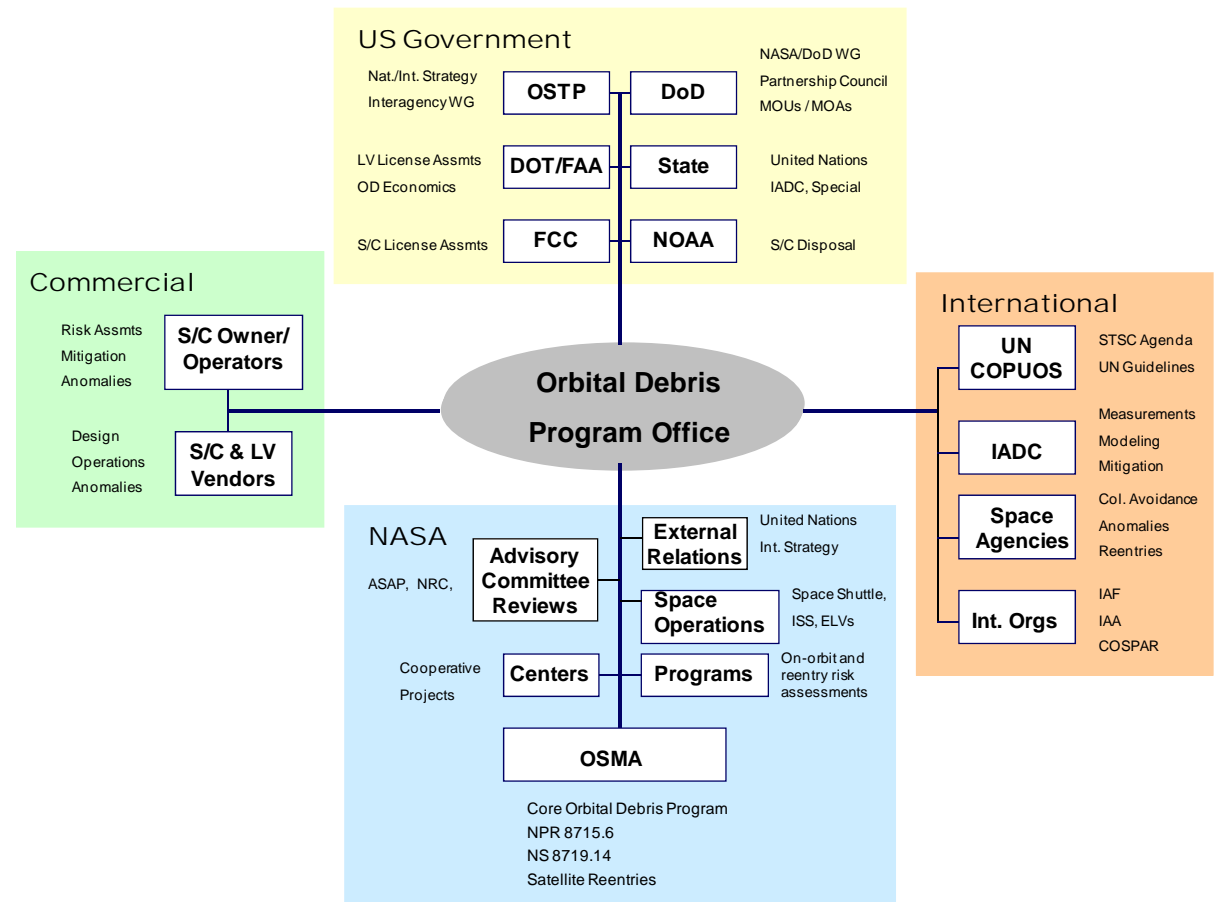 US Government
Nat./Int. Strategy
Interagency WG
OSTP
DoD
NASA/DoD WG
Partnership Council
MOUs / MOAs
LV License Assmts
OD Economics
DOT/FAA
State
United Nations
IADC, Special
S/C License Assmts
FCC
NOAA
S/C Disposal
Commercial
Risk Assmts
Mitigation
Anomalies
S/C Owner/
Operators
Design
Operations
Anomalies
S/C & LV
Vendors
Orbital Debris
Program Office
International
UN
COPUOS
STSC Agenda
UN Guidelines
IADC
Measurements
Modeling
Mitigation
Space
Agencies
Col. Avoidance
Anomalies
Reentries
Int. Orgs
IAF
IAA
COSPAR
NASA
ASAP, NRC,
Advisory
Committee
Reviews
External
Relations
United Nations
Int. Strategy
Space
Operations
Space Shuttle,
ISS, ELVs
Cooperative
Projects
Centers
Programs
On-orbit and
reentry risk
assessments
OSMA
Core Orbital Debris Program
NPR 8715.6
NS 8719.14
Satellite Reentries